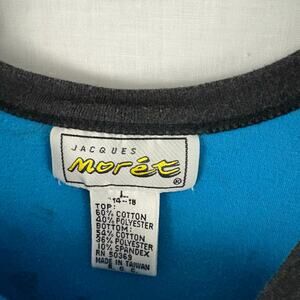 JACQUES
Morét®
L
14-18
TOP:
60% COTTON
40% POLYESTER
BOTTOM:
54% COTTON
36% POLYESTER
10% SPANDEX
RN 50369
MADE IN TAIWAN
R.O.C.